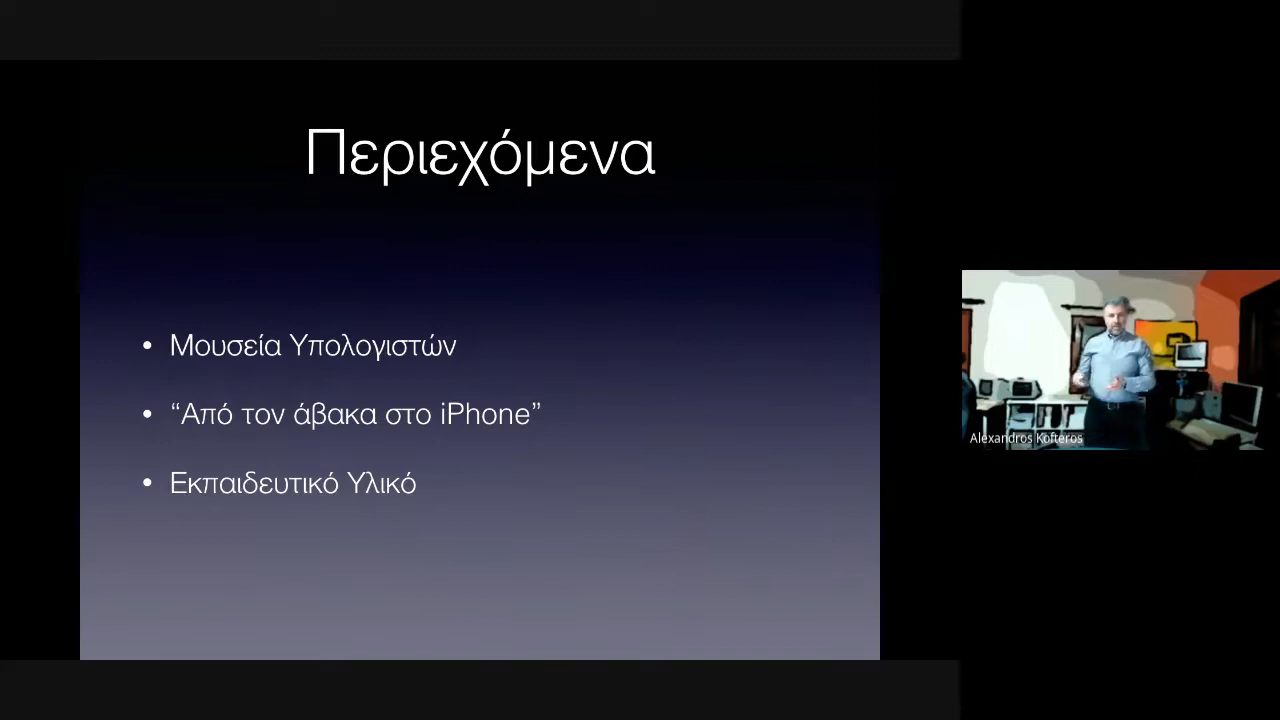 Περιεχόμενα
• Μουσεία Υπολογιστών
• “Από τον άβακα στο iPhone”
• Εκπαιδευτικό Υλικό
Alexandros Kofteros